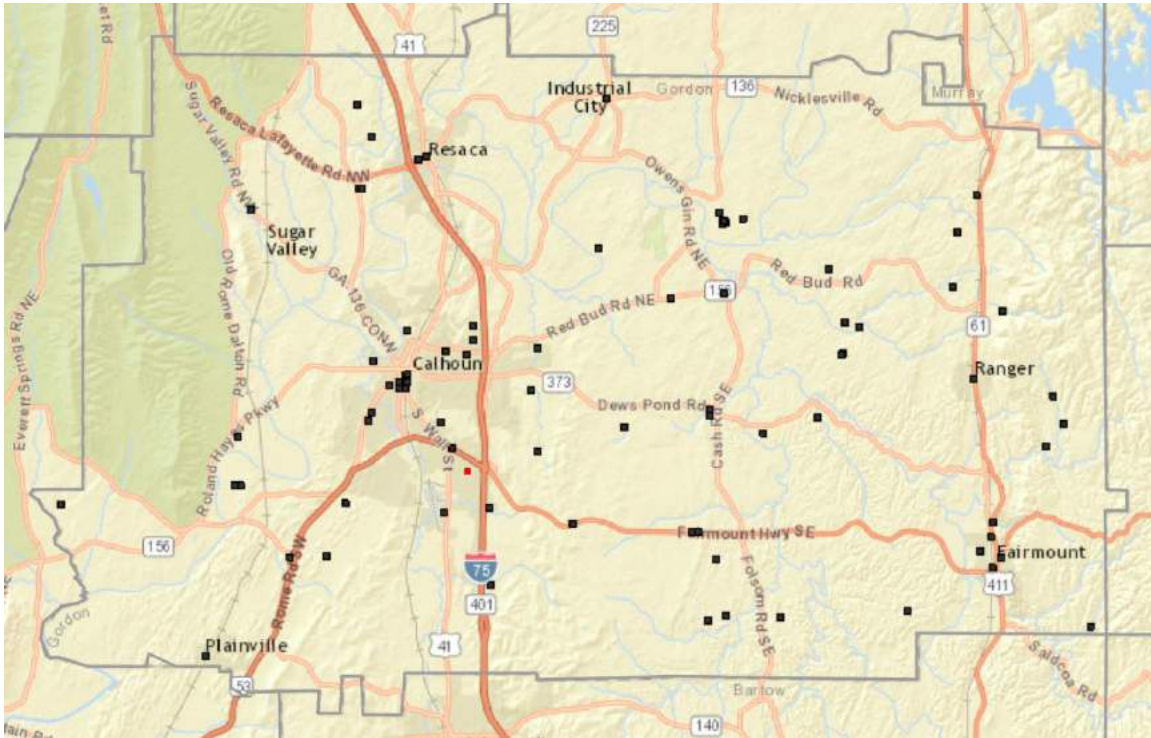 et Rd
41
225
Industrial
City
Gordon
136
Nicklesville Rd
Murray
Sugar Valley Rd NW
Resaca Lafayette Rd NW
Resaca
Owens Gin Rd NE
Sugar
Valley
Old Rome Dalton Rd
GA 136 CONN
Everett Springs Rd NE
Red Bud Rd NE
Red Bud Rd
61
Calhoun
373
Ranger
Dews Pond Rd
Cash Rd SE
Roland Hayes Pkwy
S Wall St
156
Rome Rd SW
Fairmount Hwy SE
Fairmount
75
411
401
Folsom Rd SE
Gordon
Plainville
41
Saldcoa Rd
53
Bartow
140